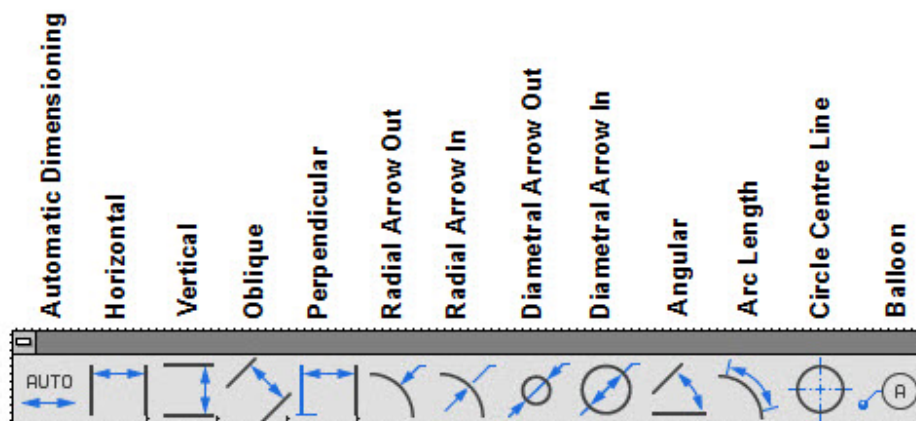 Automatic Dimensioning
Horizontal
Vertical
Oblique
Perpendicular
Radial Arrow Out
Radial Arrow In
Diametral Arrow Out
Diametral Arrow In
Angular
Arc Length
Circle Centre Line
Balloon
AUTO
A